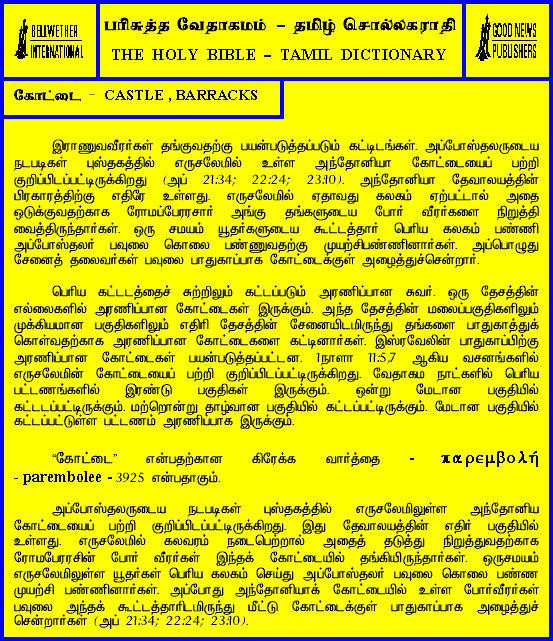 BELLWETHER
INTERNATIONAL
பரிசுத்த வேதாகமம் - தமிழ் சொல்லகராதி
THE HOLY BIBLE - TAMIL DICTIONARY
GOOD NEWS
PUBLISHERS
கோட்டை - CASTLE , BARRACKS
இராணுவவீரர்கள் தங்குவதற்கு பயன்படுத்தப்படும் கட்டிடங்கள். அப்போஸ்தலருடைய
நடபடிகள் புஸ்தகத்தில் எருசலேமில் உள்ள அந்தோனியா கோட்டையைப் பற்றி
குறிப்பிடப்பட்டிருக்கிறது (அப் 21:34; 22:24; 23:10). அந்தோனியா தேவாலயத்தின்
பிரகாரத்திற்கு எதிரே உள்ளது. எருசலேமில் ஏதாவது கலகம் ஏற்பட்டால் அதை
ஒடுக்குவதற்காக ரோமப்பேரரசார் அங்கு தங்களுடைய போர் வீரர்களை நிறுத்தி
வைத்திருந்தார்கள். ஒரு சமயம் யூதர்களுடைய கூட்டத்தார் பெரிய கலகம் பண்ணி
அப்போஸ்தலர் பவுலை கொலை பண்ணுவதற்கு முயற்சிபண்ணினார்கள். அப்பொழுது
சேனைத் தலைவர்கள் பவுலை பாதுகாப்பாக கோட்டைக்குள் அழைத்துச்சென்றார்.
பெரிய கட்டடத்தைச் சுற்றிலும் கட்டப்படும் அரணிப்பான சுவர். ஒரு தேசத்தின்
எல்லைகளில் அரணிப்பான கோட்டைகள் இருக்கும். அந்த தேசத்தின் மலைப்பகுதிகளிலும்
முக்கியமான பகுதிகளிலும் எதிரி தேசத்தின் சேனையிடமிருந்து தங்களை பாதுகாத்துக்
கொள்வதற்காக அரணிப்பான கோட்டைகளை கட்டினார்கள். இஸ்ரவேலின் பாதுகாப்பிற்கு
அரணிப்பான கோட்டைகள் பயன்படுத்தப்பட்டன. 1நாளா 11:5,7 ஆகிய வசனங்களில்
எருசலேமின் கோட்டையைப் பற்றி குறிப்பிடப்பட்டிருக்கிறது. வேதாகம நாட்களில் பெரிய
பட்டணங்களில் இரண்டு பகுதிகள் இருக்கும். ஒன்று மேடான பகுதியில்
கட்டடப்பட்டிருக்கும். மற்றொன்று தாழ்வான பகுதியில் கட்டப்பட்டிருக்கும். மேடான பகுதியில்
கட்டப்பட்டுள்ள பட்டணம் அரணிப்பாக இருக்கும்.
“கோட்டை” என்பதற்கான கிரேக்க வார்த்தை - παρεμβολή
- parembolee - 3925 என்பதாகும்.
அப்போஸ்தலருடைய நடபடிகள் புஸ்தகத்தில் எருசலேமிலுள்ள அந்தோனிய
கோட்டையைப் பற்றி குறிப்பிடப்பட்டிருக்கிறது. இது தேவாலயத்தின் எதிர் பகுதியில்
உள்ளது. எருசலேமில் கலவரம் நடைபெற்றால் அதைத் தடுத்து நிறுத்துவதற்காக
ரோமபேரரசின் போர் வீரர்கள் இந்தக் கோட்டையில் தங்கியிருந்தார்கள். ஒருசமயம்
எருசலேமிலுள்ள யூதர்கள் பெரிய கலகம் செய்து அப்போஸ்தலர் பவுலை கொலை பண்ண
முயற்சி பண்ணினார்கள். அப்போது அந்தோனியாக் கோட்டையில் உள்ள போர்வீரர்கள்
பவுலை அந்தக் கூட்டத்தாரிடமிருந்து மீட்டு கோட்டைக்குள் பாதுகாப்பாக அழைத்துச்
சென்றார்கள் (அப் 21:34; 22:24; 23:10).